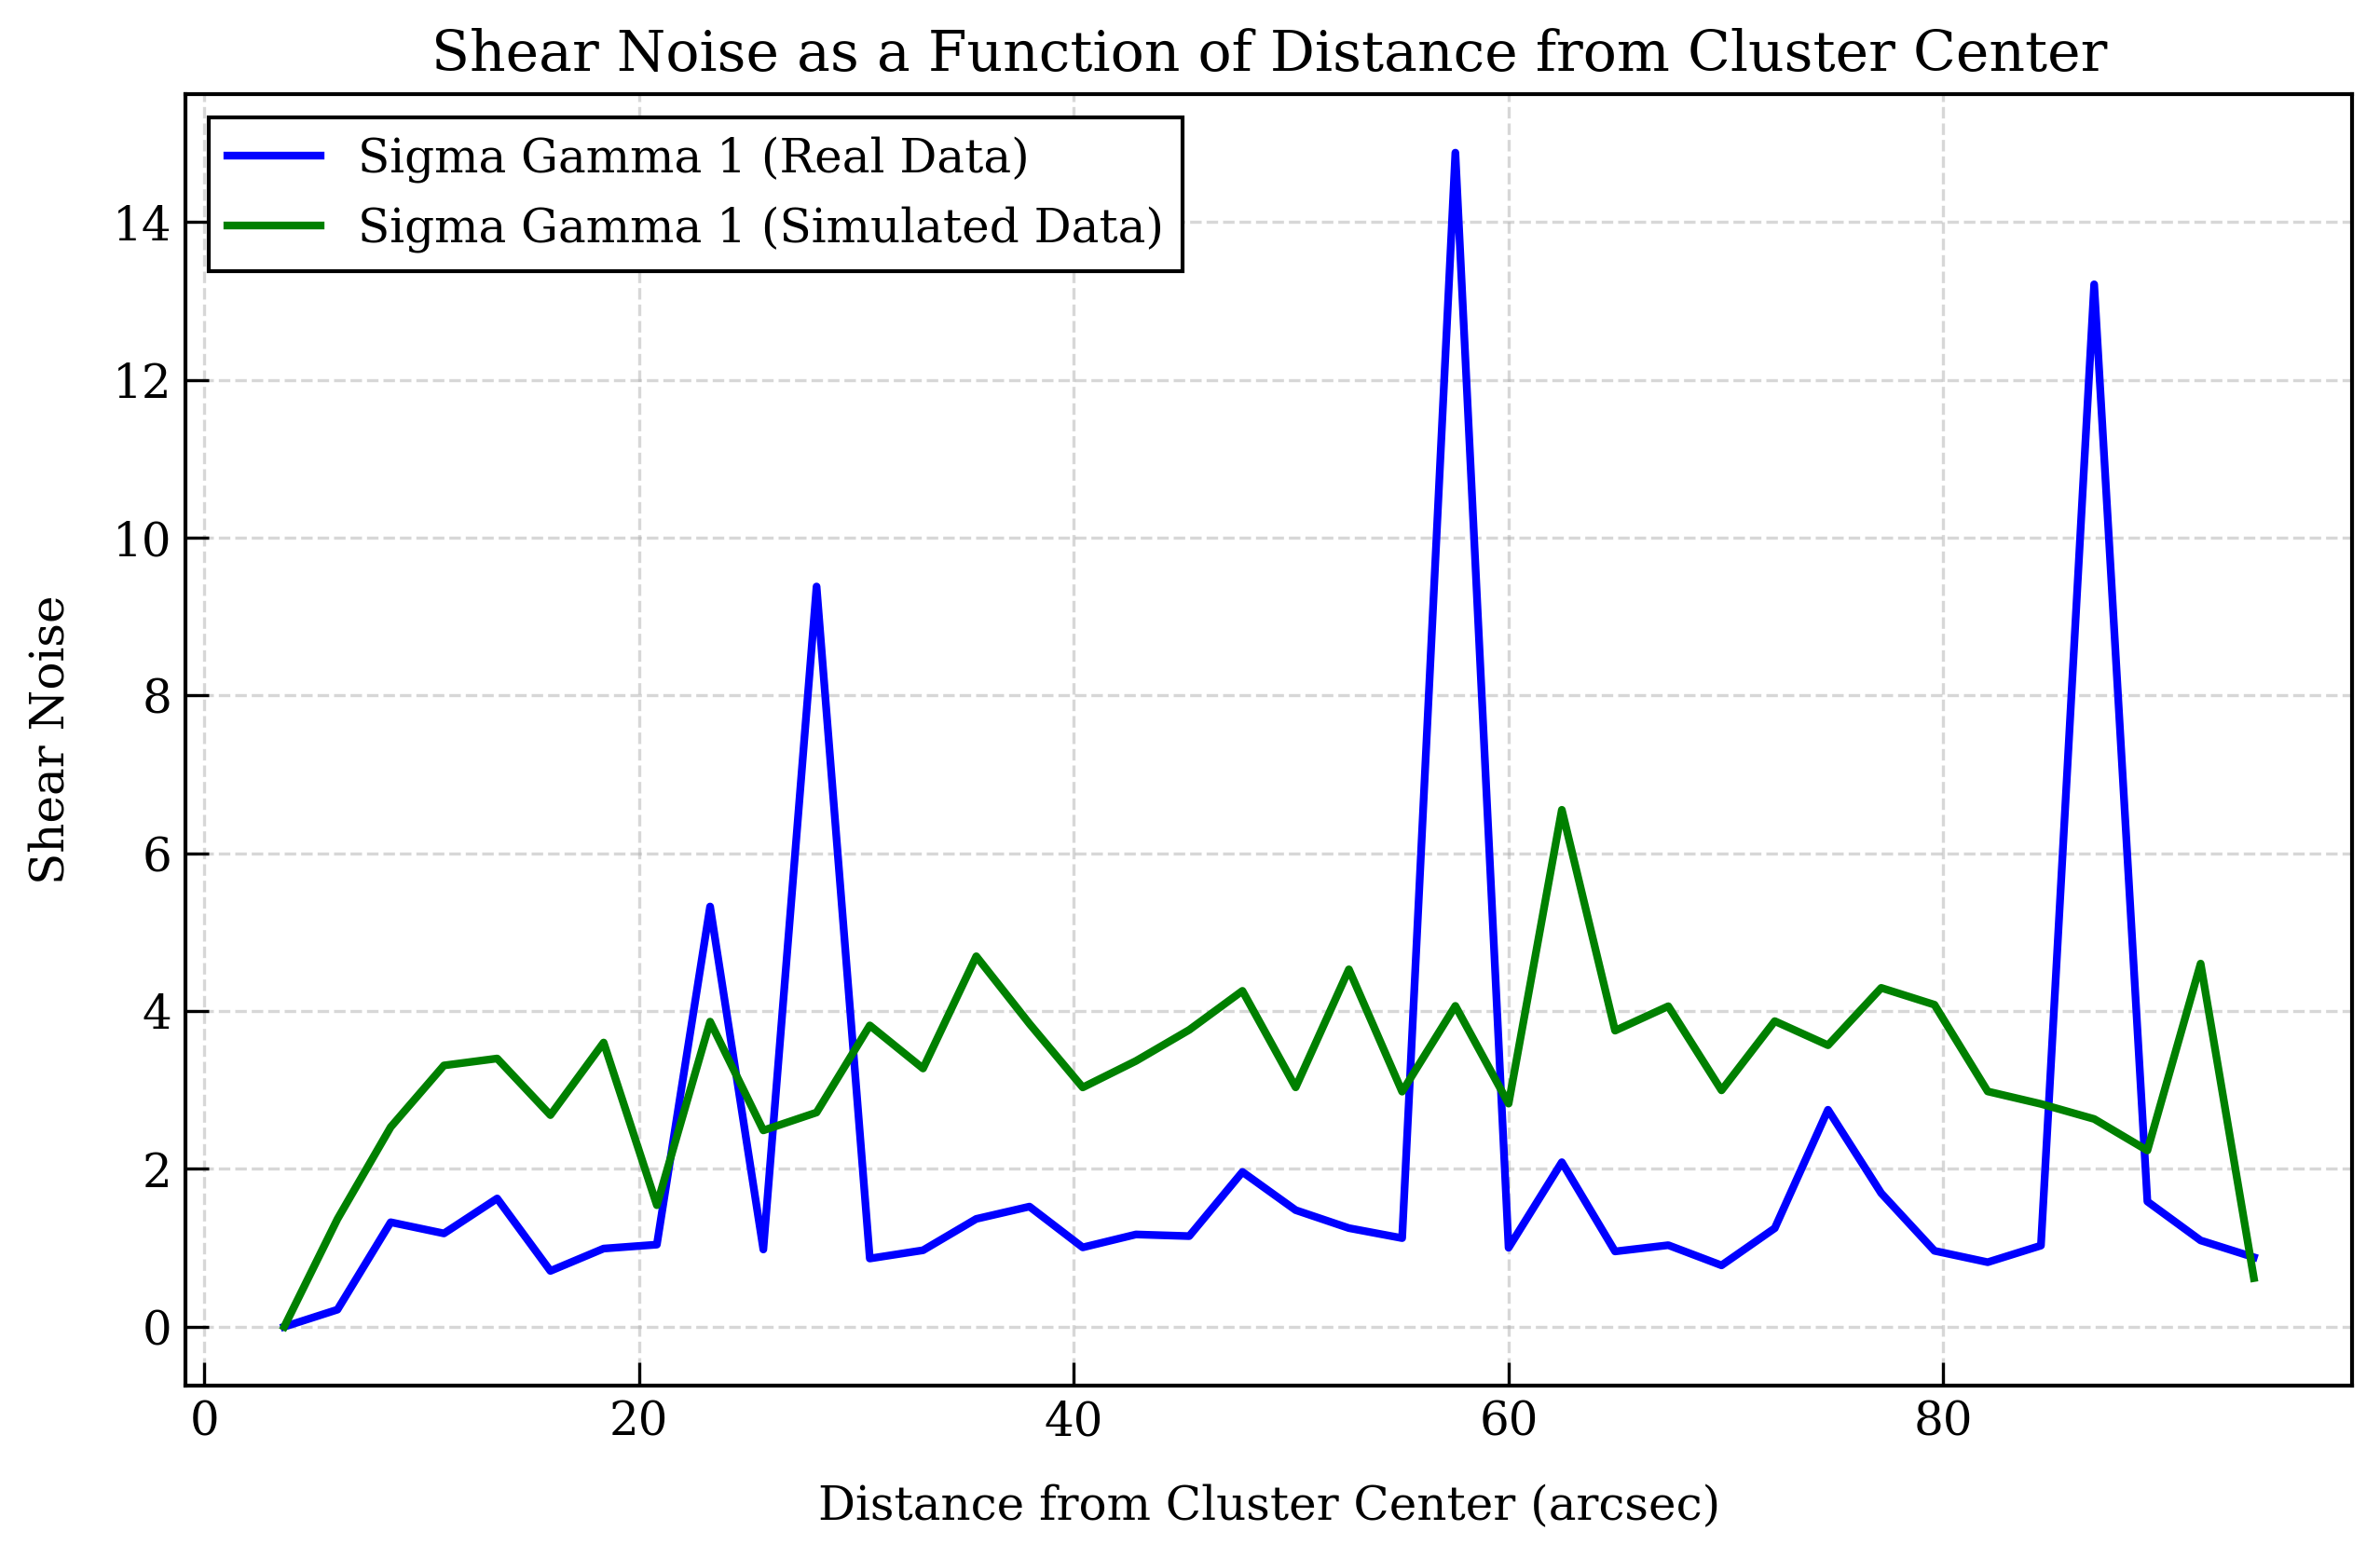 Shear Noise as a Function of Distance from Cluster Center
Sigma Gamma 1 (Real Data)
Sigma Gamma 1 (Simulated Data)
Shear Noise
14
12
10
8
6
4
2
0
0 20 40 60 80
Distance from Cluster Center (arcsec)